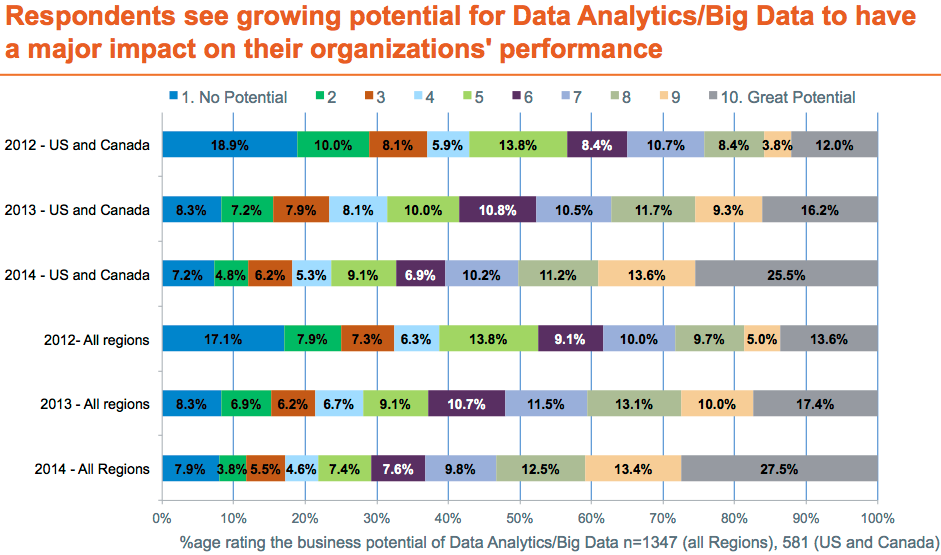 Respondents see growing potential for Data Analytics/Big Data to have
a major impact on their organizations' performance
1. No Potential 2 3 4 5 6 7 8 9 10. Great Potential
2012 - US and Canada 18.9% 10.0% 8.1% 5.9% 13.8% 8.4% 10.7% 8.4% 3.8% 12.0%
2013 - US and Canada 8.3% 7.2% 7.9% 8.1% 10.0% 10.8% 10.5% 11.7% 9.3% 16.2%
2014 - US and Canada 7.2% 4.8% 6.2% 5.3% 9.1% 6.9% 10.2% 11.2% 13.6% 25.5%
2012- All regions 17.1% 7.9% 7.3% 6.3% 13.8% 9.1% 10.0% 9.7% 5.0% 13.6%
2013 - All regions 8.3% 6.9% 6.2% 6.7% 9.1% 10.7% 11.5% 13.1% 10.0% 17.4%
2014 - All Regions 7.9% 3.8% 5.5% 4.6% 7.4% 7.6% 9.8% 12.5% 13.4% 27.5%
0% 10% 20% 30% 40% 50% 60% 70% 80% 90% 100%
%age rating the business potential of Data Analytics/Big Data n=1347 (all Regions), 581 (US and Canada)